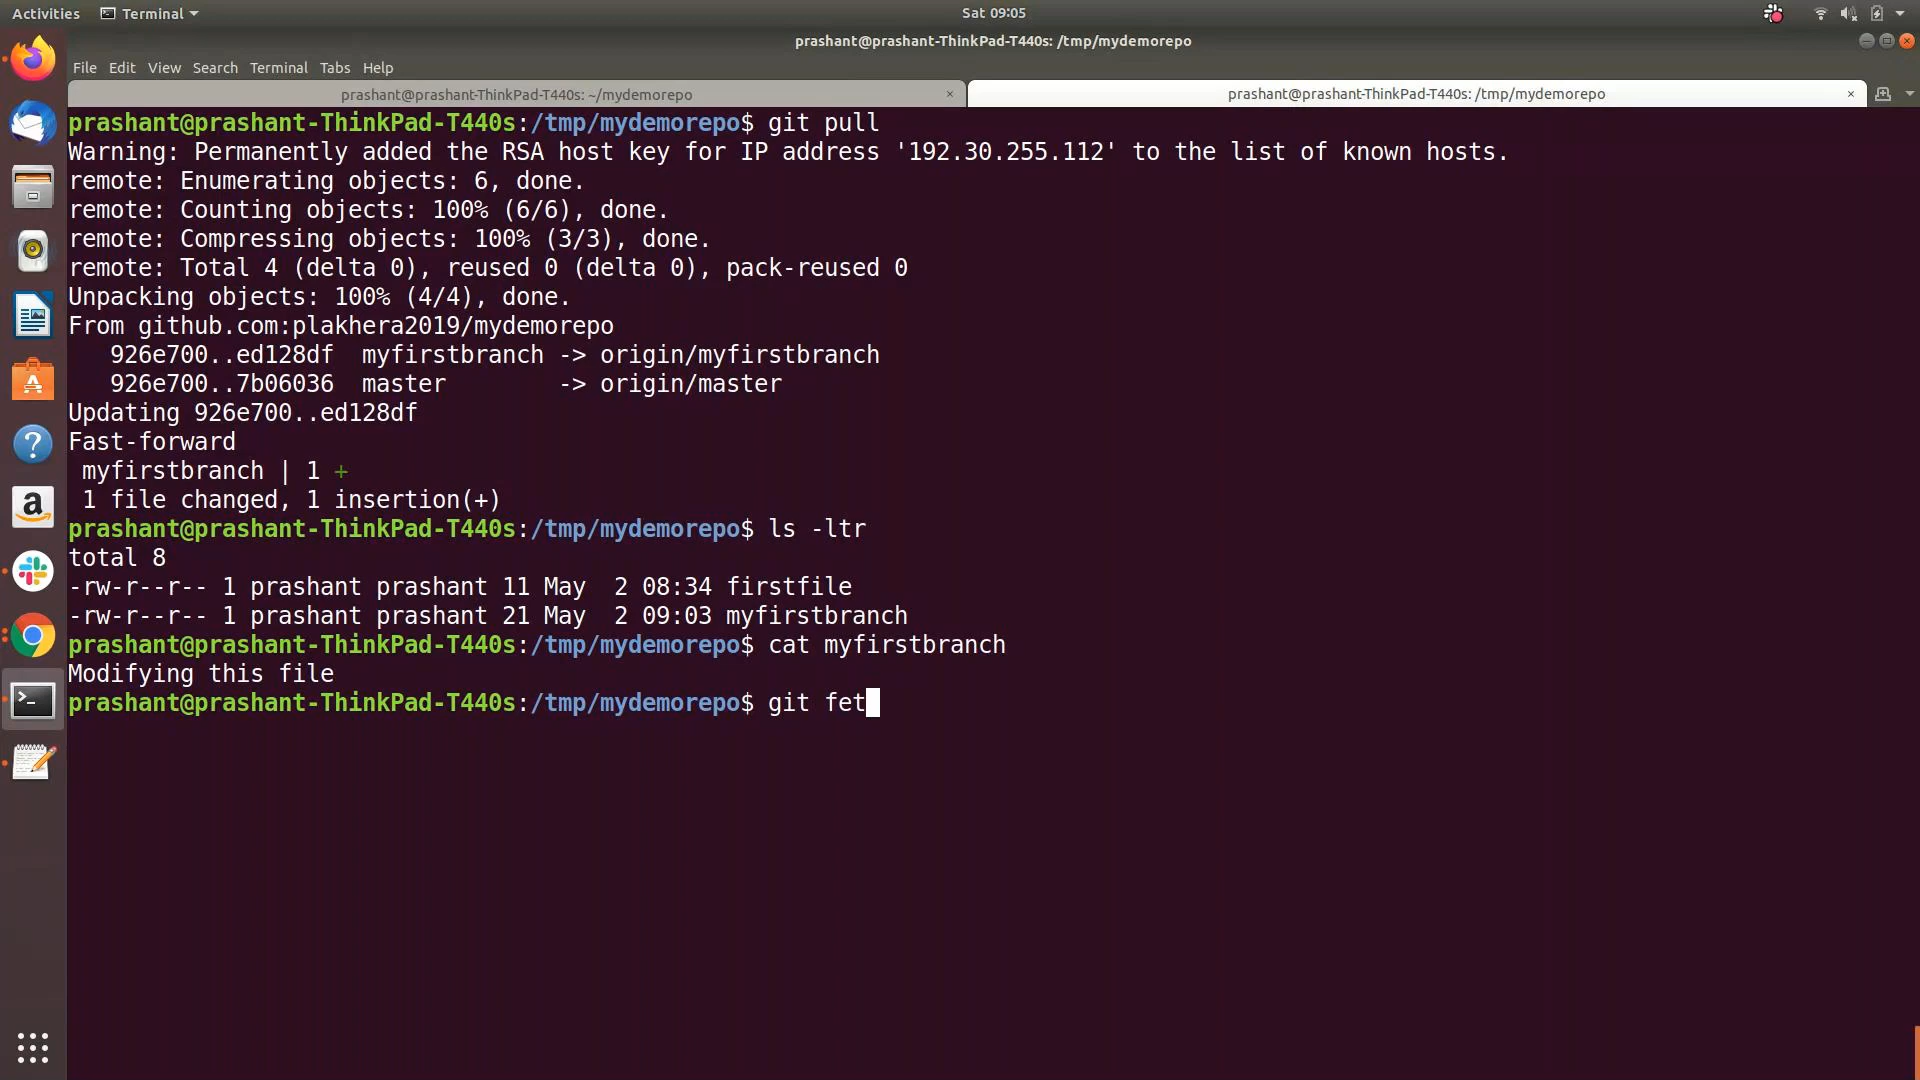 Activities Terminal Sat 09:05
prashant@prashant-ThinkPad-T440s: /tmp/mydemorepo
File Edit View Search Terminal Tabs Help
prashant@prashant-ThinkPad-T440s: ~/mydemorepo × prashant@prashant-ThinkPad-T440s: /tmp/mydemorepo ×
prashant@prashant-ThinkPad-T440s:/tmp/mydemorepo$ git pull
Warning: Permanently added the RSA host key for IP address '192.30.255.112' to the list of known hosts.
remote: Enumerating objects: 6, done.
remote: Counting objects: 100% (6/6), done.
remote: Compressing objects: 100% (3/3), done.
remote: Total 4 (delta 0), reused 0 (delta 0), pack-reused 0
Unpacking objects: 100% (4/4), done.
From github.com:plakhera2019/mydemorepo
   926e700..ed128df  myfirstbranch -> origin/myfirstbranch
   926e700..7b06036  master        -> origin/master
Updating 926e700..ed128df
Fast-forward
 myfirstbranch | 1 +
 1 file changed, 1 insertion(+)
prashant@prashant-ThinkPad-T440s:/tmp/mydemorepo$ ls -ltr
total 8
-rw-r--r-- 1 prashant prashant 11 May  2 08:34 firstfile
-rw-r--r-- 1 prashant prashant 21 May  2 09:03 myfirstbranch
prashant@prashant-ThinkPad-T440s:/tmp/mydemorepo$ cat myfirstbranch
Modifying this file
prashant@prashant-ThinkPad-T440s:/tmp/mydemorepo$ git fet